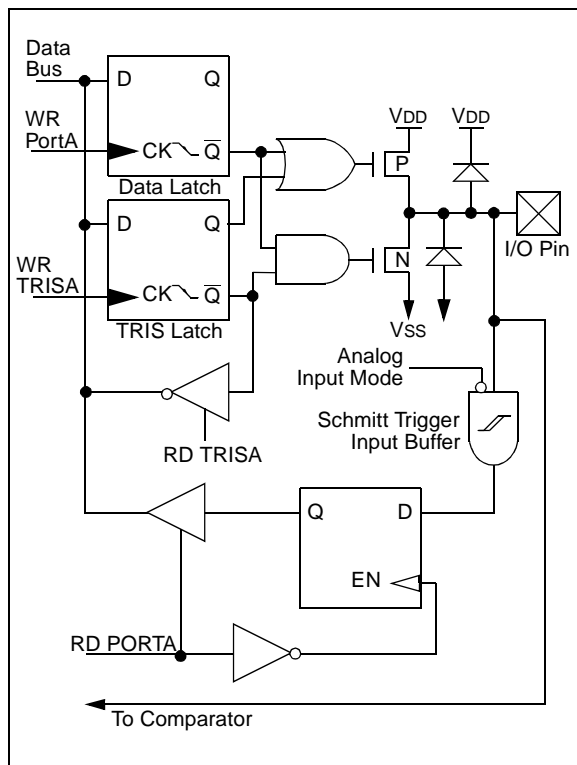 Data
Bus
D
Q
VDD
VDD
WR
PortA
CK
Q
P
Data Latch
D
Q
I/O Pin
WR
TRISA
N
CK
Q
VSS
TRIS Latch
Analog
Input Mode
Schmitt Trigger
Input Buffer
RD TRISA
Q
D
EN
RD PORTA
To Comparator